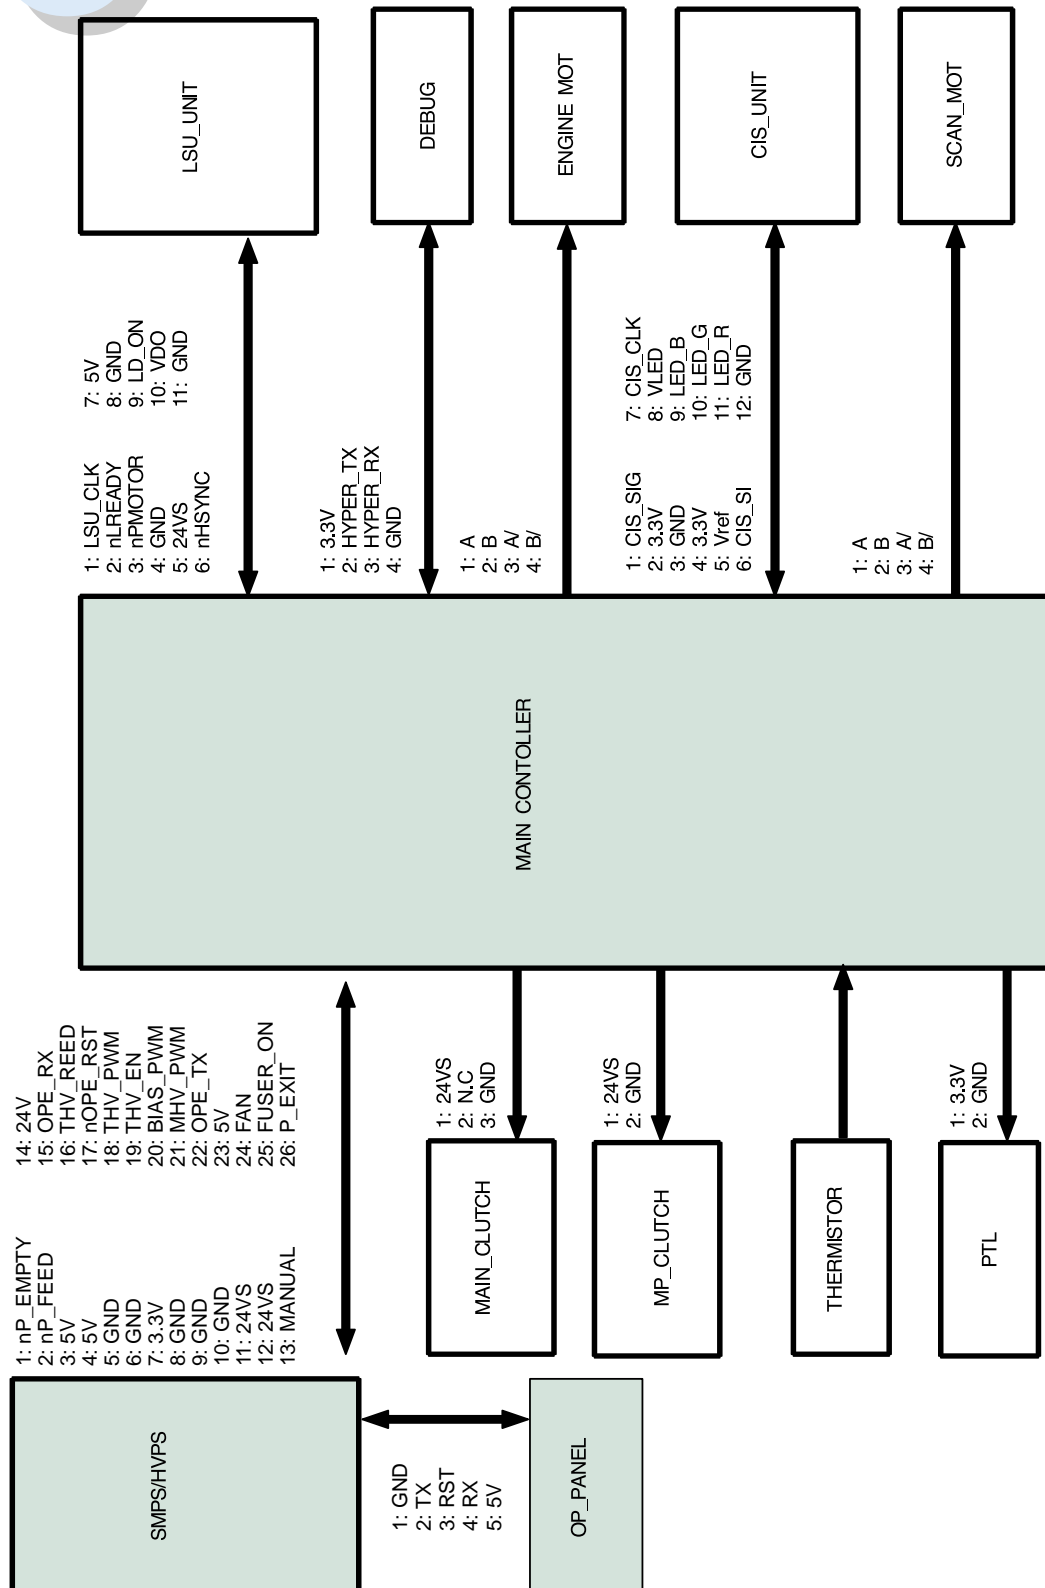 SMPS/HVPS
1: nP_EMPTY
2: nP_FEED
3: 5V
4: 5V
5: GND
6: GND
7: 3.3V
8: GND
9: GND
10: GND
11: 24VS
12: 24VS
13: MANUAL
14: 24V
15: OPE_RX
16: THV_REED
17: nOPE_RST
18: THV_PWM
19: THV_EN
20: BIAS_PWM
21: MHV_PWM
22: OPE_TX
23: 5V
24: FAN
25: FUSER_ON
26: P_EXIT
1: GND
2: TX
3: RST
4: RX
5: 5V
OP_PANEL
MAIN_CLUTCH
1: 24VS
2: N.C
3: GND
MP_CLUTCH
1: 24VS
2: GND
THERMISTOR
PTL
1: 3.3V
2: GND
MAIN CONTOLLER
1: LSU_CLK
2: nLREADY
3: nPMOTOR
4: GND
5: 24VS
6: nHSYNC
7: 5V
8: GND
9: LD_ON
10: VDO
11: GND
LSU_UNIT
1: 3.3V
2: HYPER_TX
3: HYPER_RX
4: GND
DEBUG
1: A
2: B
3: A/
4: B/
ENGINE MOT
1: CIS_SIG
2: 3.3V
3: GND
4: 3.3V
5: Vref
6: CIS_SI
7: CIS_CLK
8: VLED
9: LED_B
10: LED_G
11: LED_R
12: GND
CIS_UNIT
1: A
2: B
3: A/
4: B/
SCAN_MOT